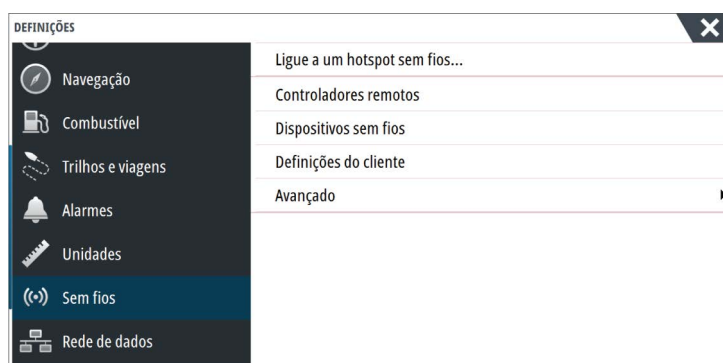 DEFINIÇÕES
Navegação
Combustível
Trilhos e viagens
Alarmes
Unidades
Sem fios
Rede de dados
Ligue a um hotspot sem fios...
Controladores remotos
Dispositivos sem fios
Definições do cliente
Avançado